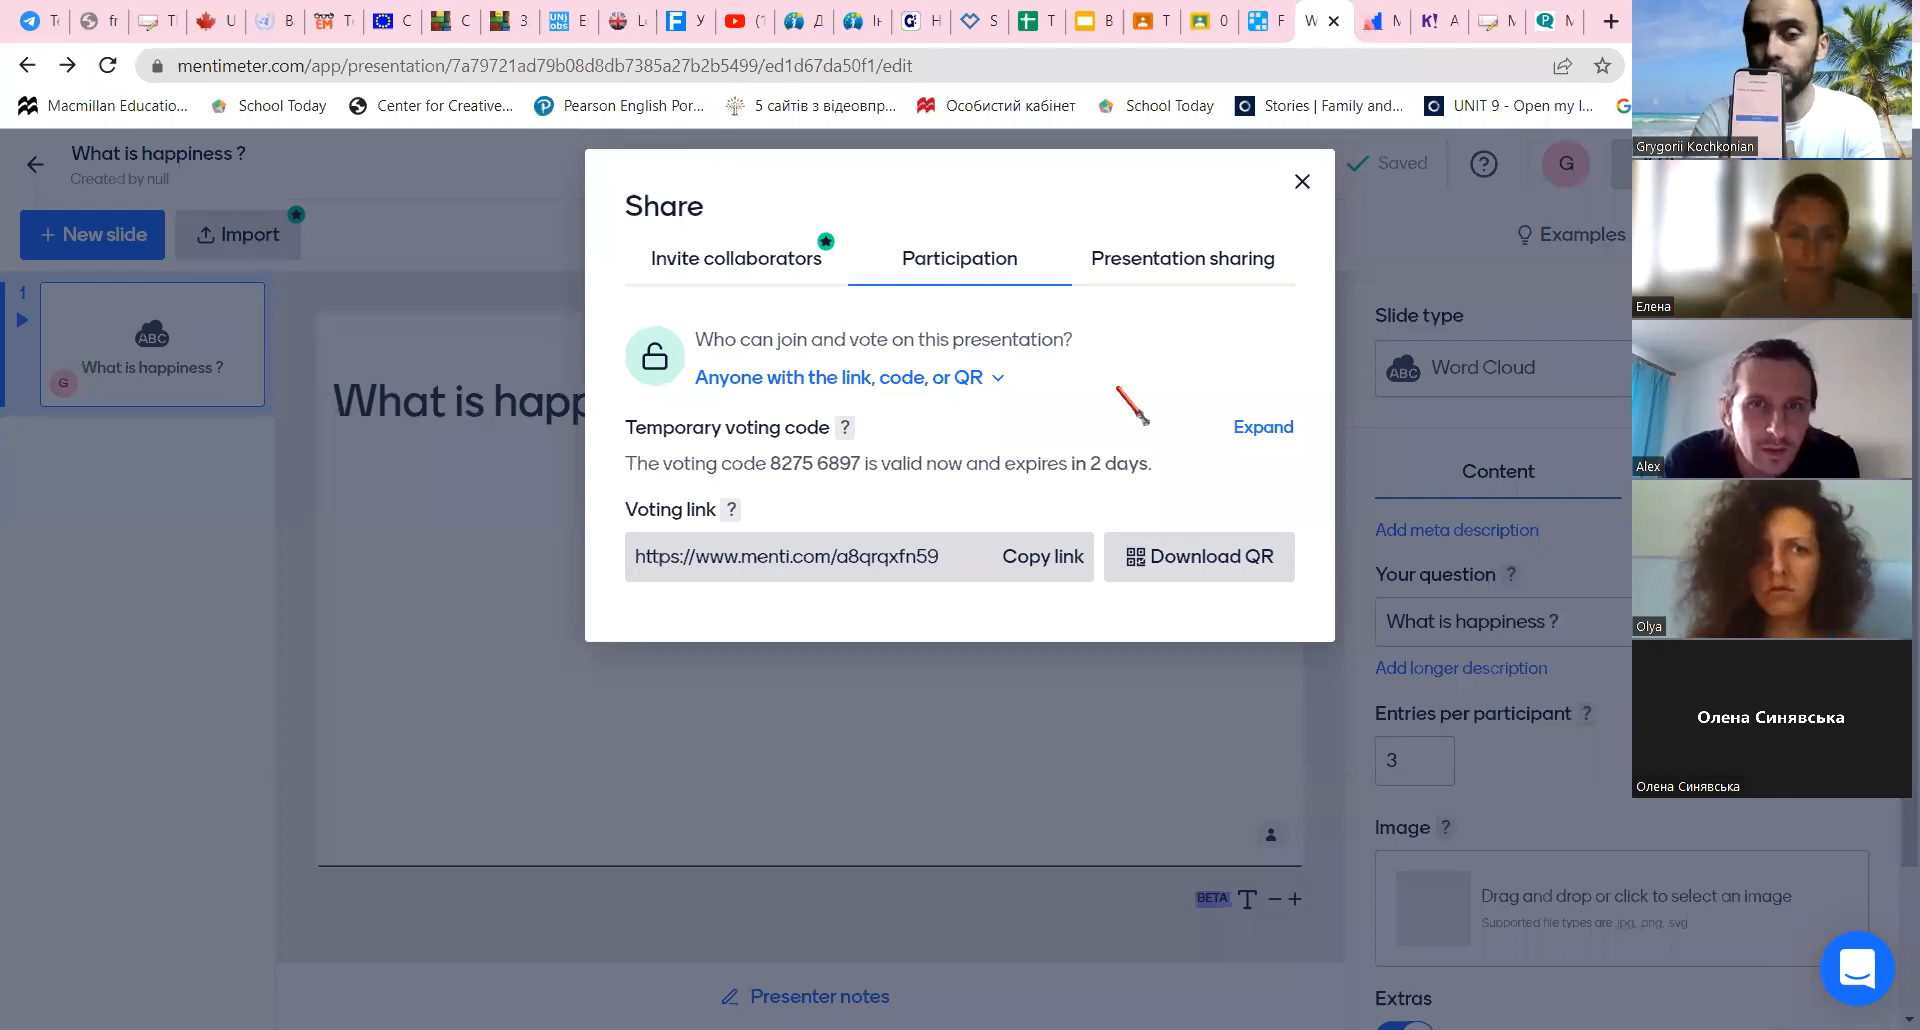 mentimeter.com/app/presentation/7a79721ad79b08d8db7385a27b2b5499/ed1d67da50f1/edit
Macmillan Educatio...
School Today
Center for Creative...
Pearson English Por...
5 сайтів з відеовпр...
Особистий кабінет
School Today
Stories | Family and...
UNIT 9 - Open my l...
What is happiness ?
Created by null
Saved
G
+ New slide
Import
Examples
1
ABC
What is happiness ?
G
What is happ
Share
Invite collaborators
Participation
Presentation sharing
Who can join and vote on this presentation?
Anyone with the link, code, or QR
Temporary voting code ?
Expand
The voting code 8275 6897 is valid now and expires in 2 days.
Voting link ?
https://www.menti.com/a8qrqxfn59
Copy link
Download QR
BETA T − +
Presenter notes
Slide type
ABC Word Cloud
Content
Add meta description
Your question ?
What is happiness ?
Add longer description
Entries per participant ?
3
Image ?
Drag and drop or click to select an image
Supported file types are .jpg, .png, .svg
Extras
Grygorii Kochkonian
Елена
Alex
Olya
Олена Синявська
Олена Синявська